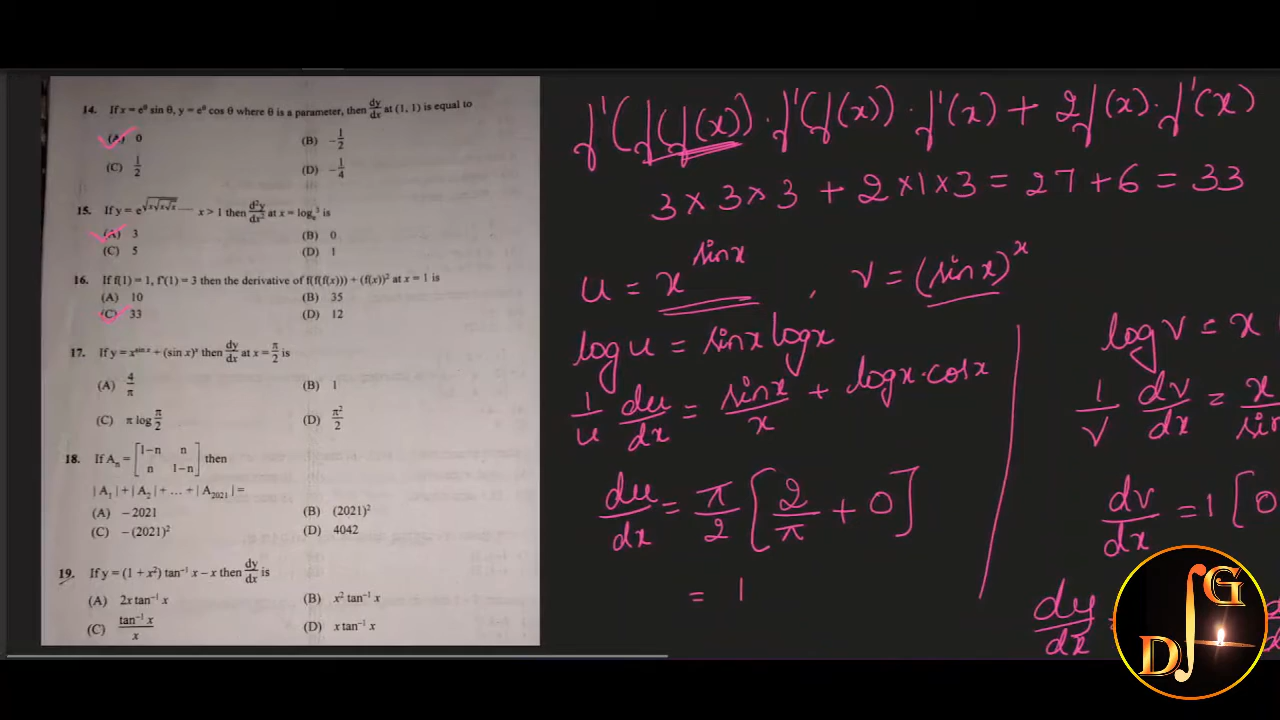 14. If x = e^θ sin θ, y = e^θ cos θ where θ is a parameter, then dy/dx at (1, 1) is equal to
(A) 0 (B) -1/2
(C) 1/2 (D) -1/4
15. If y = e^√x√x√x ...... x > 1 then d²y/dx² at x = logₑ³ is
(A) 3 (B) 0
(C) 5 (D) 1
16. If f(1) = 1, f'(1) = 3 then the derivative of f(f(f(x))) + (f(x))² at x = 1 is
(A) 10 (B) 35
(C) 33 (D) 12
17. If y = x^sin x + (sin x)^x then dy/dx at x = π/2 is
(A) 4/π (B) 1
(C) π log π/2 (D) π²/2
18. If Aₙ = [1-n n
n 1-n] then
|A₁| + |A₂| + ... + |A₂₀₂₁| =
(A) -2021 (B) (2021)²
(C) -(2021)² (D) 4042
19. If y = (1 + x²) tan⁻¹ x - x then dy/dx is
(A) 2x tan⁻¹ x (B) x² tan⁻¹ x
(C) tan⁻¹ x/x (D) x tan⁻¹ x
f'(f(f(x)) · f'(f(x) · f'(x) + 2f(x) · f'(x)
3 × 3 × 3 + 2 × 1 × 3 = 27 + 6 = 33
u = x^sinx , v = (sinx)^x
log u = sinx logx
1/u du/dx = sinx/x + logx · cosx
du/dx = π/2 [2/π + 0]
= 1
log v = x
1/v dv/dx = x
dv/dx = 1 [0
dy/dx =
D G